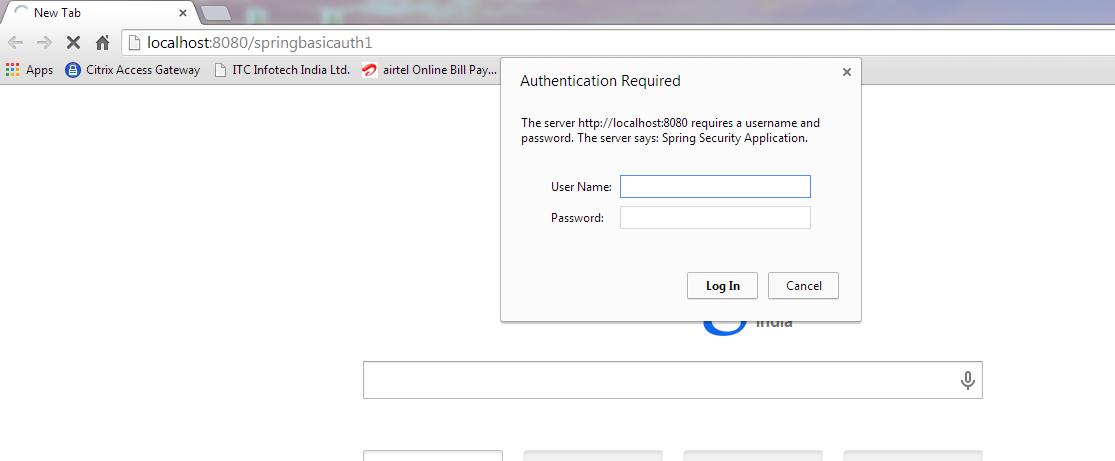 New Tab
localhost:8080/springbasicauth1
Apps Citrix Access Gateway ITC Infotech India Ltd. airtel Online Bill Pay...
Authentication Required
The server http://localhost:8080 requires a username and
password. The server says: Spring Security Application.
User Name:
Password:
Log In Cancel
India